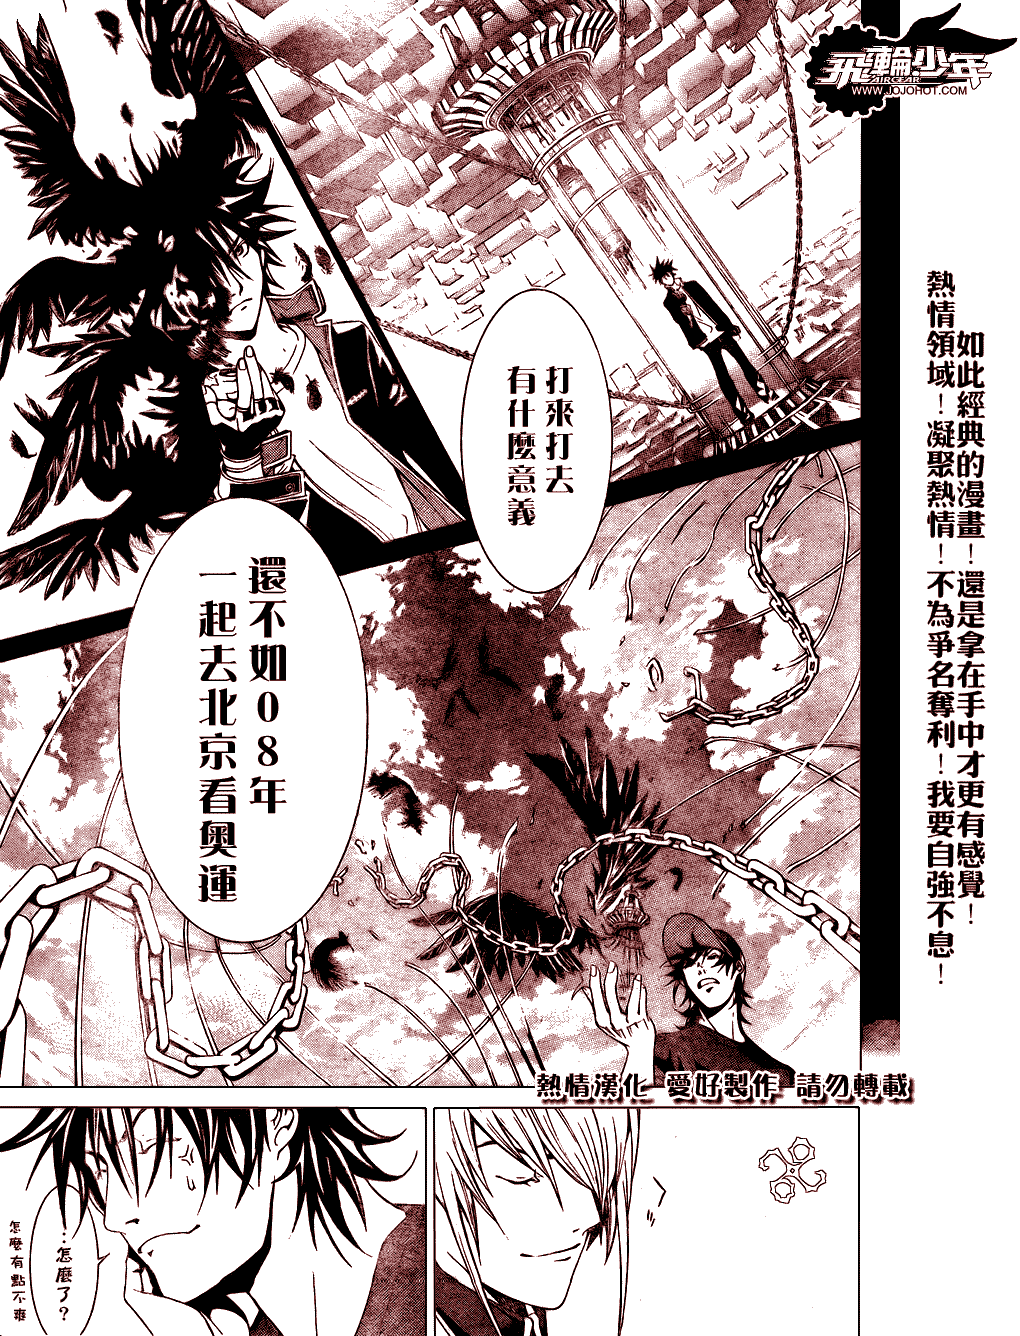 飛輪少年
AIRGEAR
WWW.JOJOHOT.COM
如此經典的漫畫！還是拿在手中才更有感覺！
熱情領域！凝聚熱情！不為爭名奪利！我要自強不息！
打來打去
有什麼意義
還不如08年
一起去北京看奧運
熱情漢化 愛好製作 請勿轉載
…怎麼了？
怎麼有點不爽